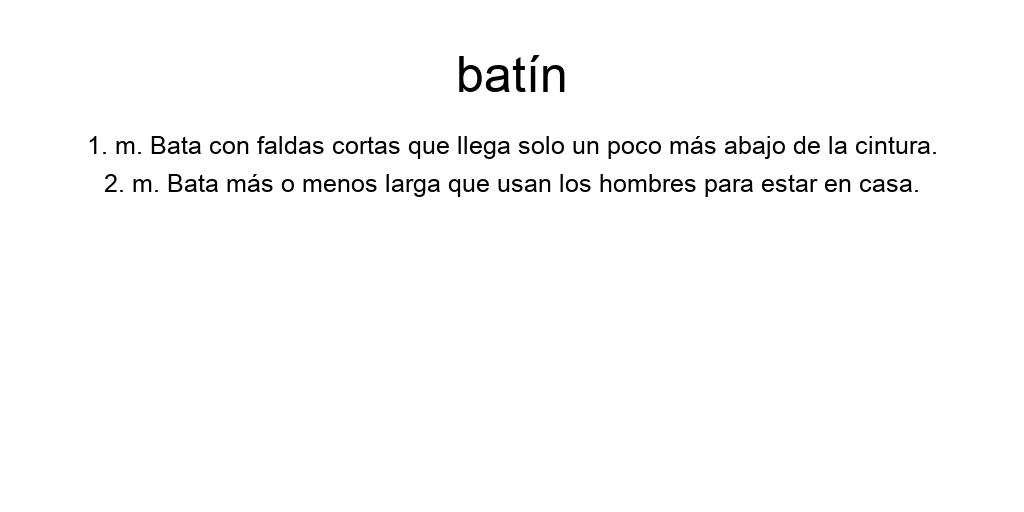 batín
1. m. Bata con faldas cortas que llega solo un poco más abajo de la cintura.
2. m. Bata más o menos larga que usan los hombres para estar en casa.